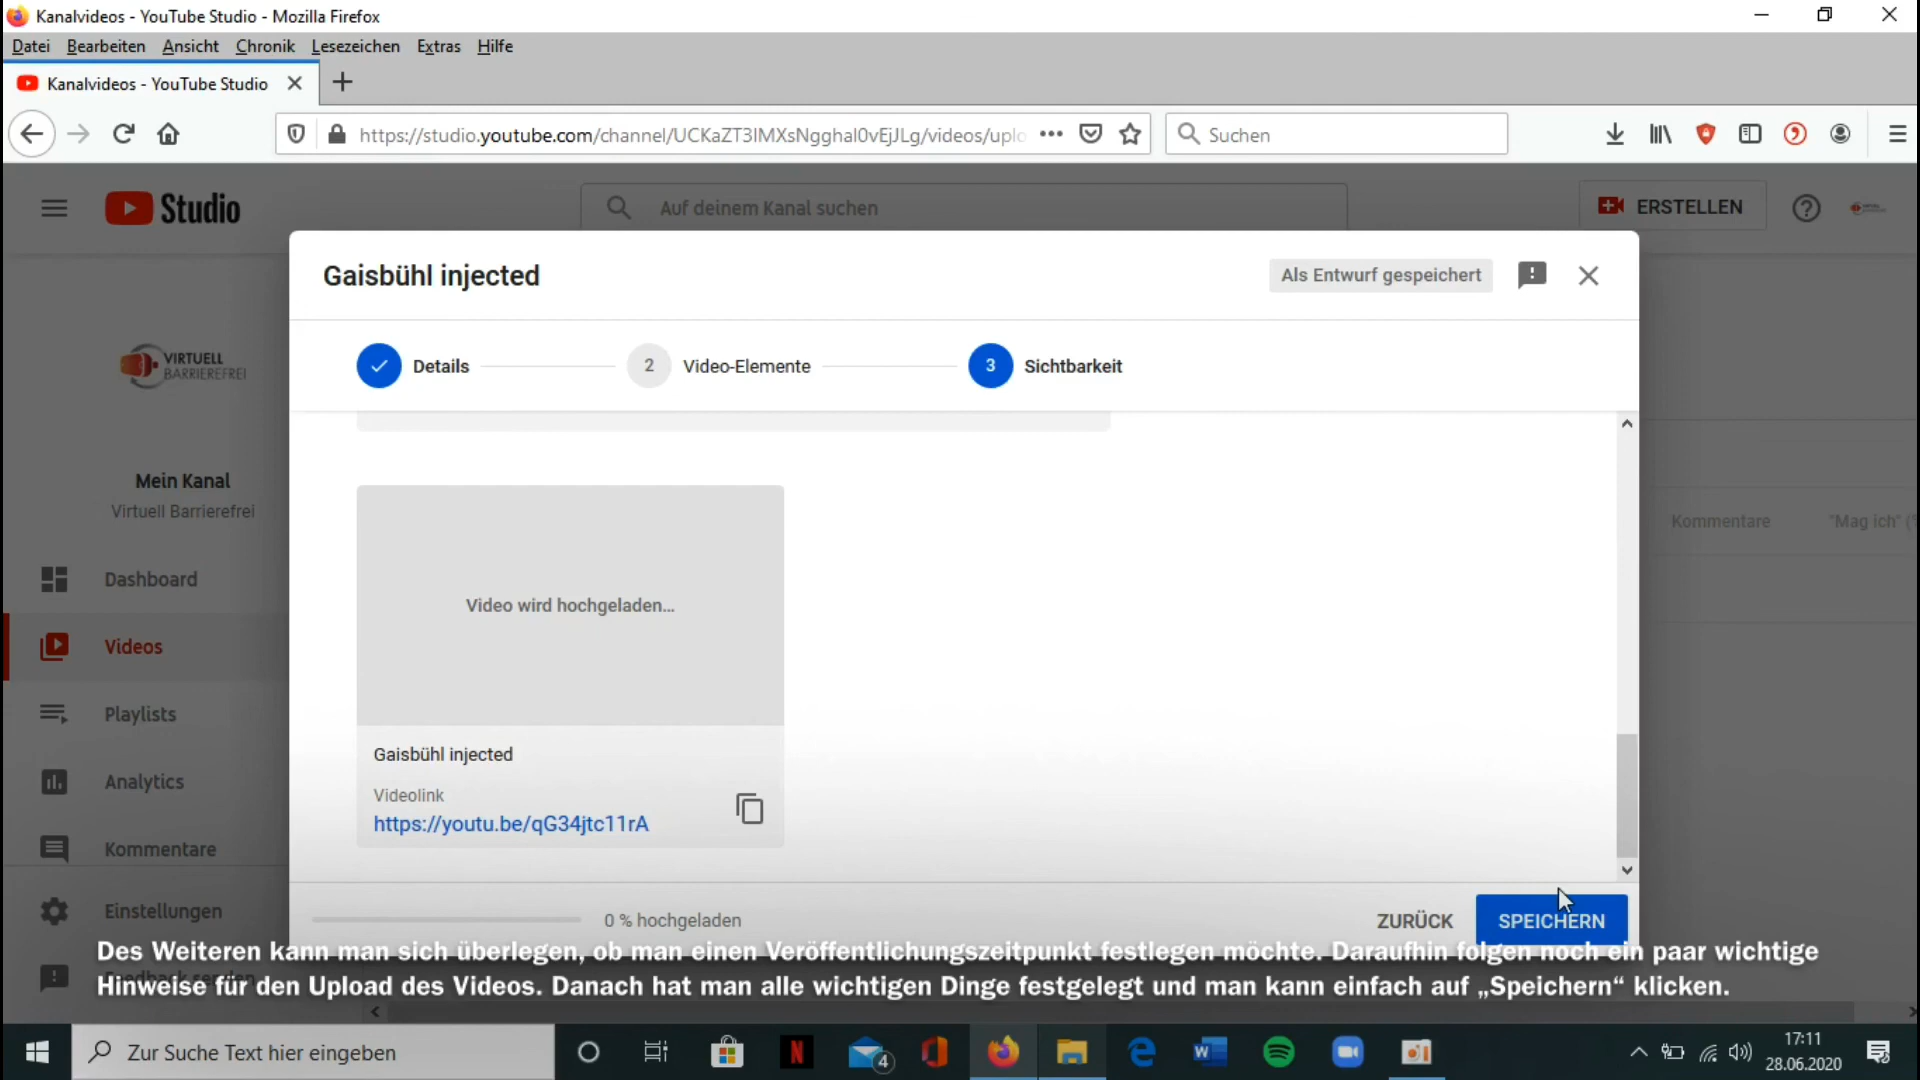 Kanalvideos - YouTube Studio - Mozilla Firefox
Datei Bearbeiten Ansicht Chronik Lesezeichen Extras Hilfe
Kanalvideos - YouTube Studio
https://studio.youtube.com/channel/UCKaZT3IMXsNgghal0vEjJLg/videos/uplo
Suchen
Studio
Auf deinem Kanal suchen
ERSTELLEN
Gaisbühl injected
Als Entwurf gespeichert
Details
2 Video-Elemente
3 Sichtbarkeit
VIRTUELL
BARRIEREFREI
Mein Kanal
Virtuell Barrierefrei
Dashboard
Videos
Playlists
Analytics
Kommentare
Einstellungen
Feedback senden
Kommentare
"Mag ich" (
Video wird hochgeladen...
Gaisbühl injected
Videolink
https://youtu.be/qG34jtc11rA
0 % hochgeladen
ZURÜCK
SPEICHERN
Des Weiteren kann man sich überlegen, ob man einen Veröffentlichungszeitpunkt festlegen möchte. Daraufhin folgen noch ein paar wichtige
Hinweise für den Upload des Videos. Danach hat man alle wichtigen Dinge festgelegt und man kann einfach auf „Speichern“ klicken.
Zur Suche Text hier eingeben
4
17:11
28.06.2020